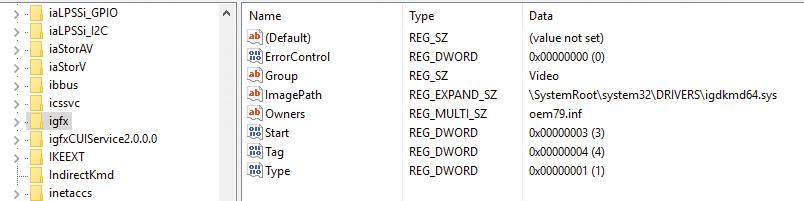 iaLPSSi_GPIO
iaLPSSi_I2C
iaStorAV
iaStorV
ibbus
icssvc
igfx
igfxCUIService2.0.0.0
IKEEXT
IndirectKmd
inetaccs
Name Type Data
(Default) REG_SZ (value not set)
ErrorControl REG_DWORD 0x00000000 (0)
Group REG_SZ Video
ImagePath REG_EXPAND_SZ \SystemRoot\system32\DRIVERS\igdkmd64.sys
Owners REG_MULTI_SZ oem79.inf
Start REG_DWORD 0x00000003 (3)
Tag REG_DWORD 0x00000004 (4)
Type REG_DWORD 0x00000001 (1)